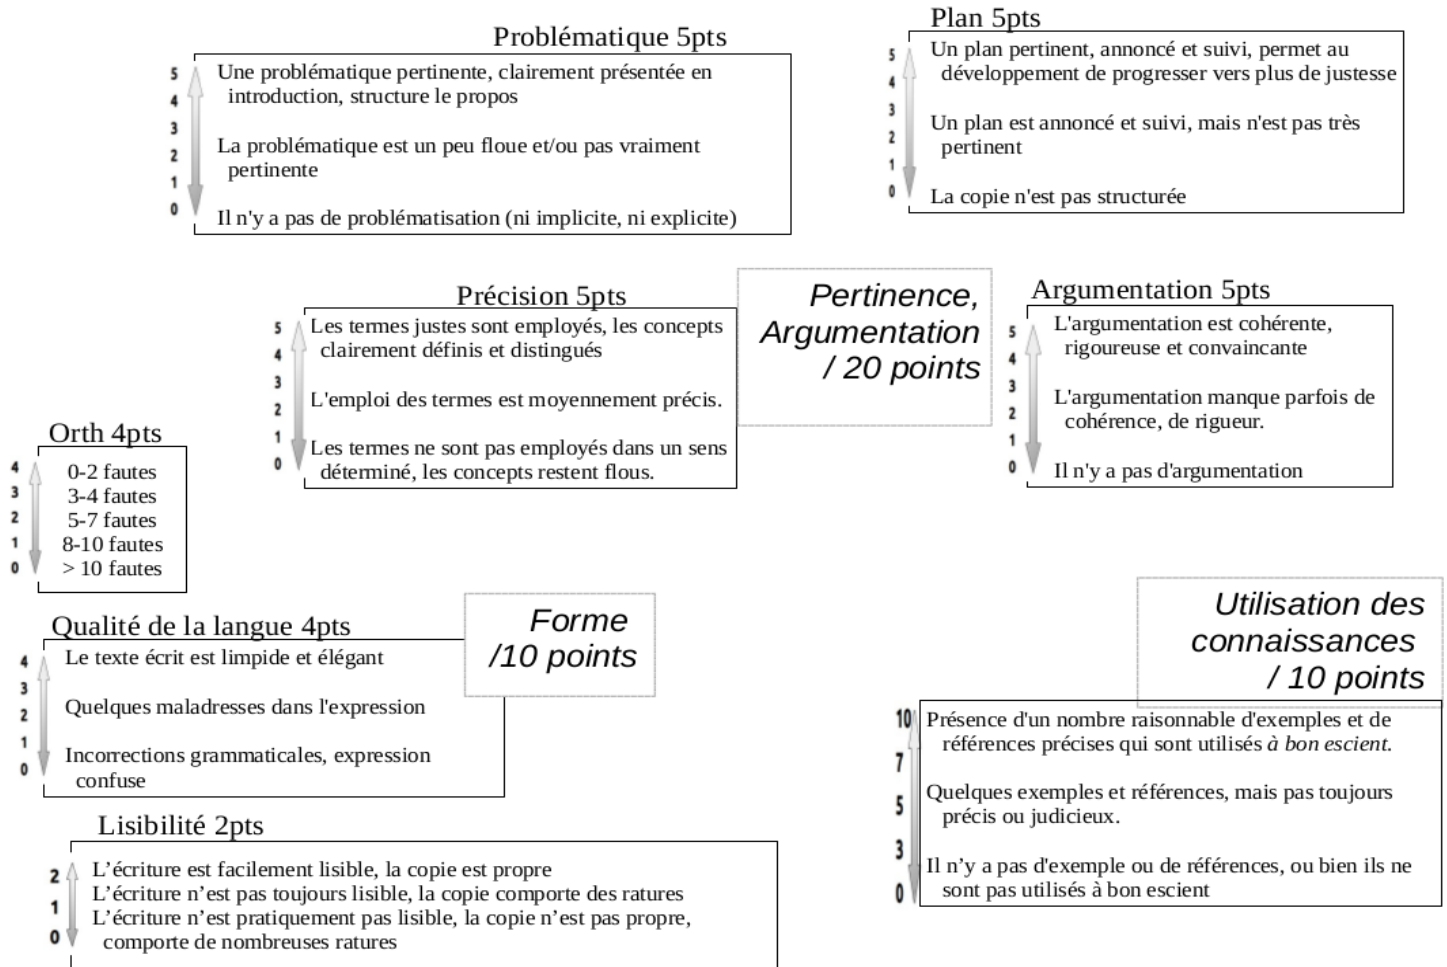 Problématique 5pts
5
4
3
2
1
0
Une problématique pertinente, clairement présentée en
introduction, structure le propos
La problématique est un peu floue et/ou pas vraiment
pertinente
Il n'y a pas de problématisation (ni implicite, ni explicite)
Plan 5pts
5
4
3
2
1
0
Un plan pertinent, annoncé et suivi, permet au
développement de progresser vers plus de justesse
Un plan est annoncé et suivi, mais n'est pas très
pertinent
La copie n'est pas structurée
Précision 5pts
5
4
3
2
1
0
Les termes justes sont employés, les concepts
clairement définis et distingués
L'emploi des termes est moyennement précis.
Les termes ne sont pas employés dans un sens
déterminé, les concepts restent flous.
Pertinence,
Argumentation
/ 20 points
Argumentation 5pts
5
4
3
2
1
0
L'argumentation est cohérente,
rigoureuse et convaincante
L'argumentation manque parfois de
cohérence, de rigueur.
Il n'y a pas d'argumentation
Orth 4pts
4
3
2
1
0
0-2 fautes
3-4 fautes
5-7 fautes
8-10 fautes
> 10 fautes
Qualité de la langue 4pts
4
3
2
1
0
Le texte écrit est limpide et élégant
Quelques maladresses dans l'expression
Incorrections grammaticales, expression
confuse
Forme
/10 points
Utilisation des
connaissances
/ 10 points
10
7
5
3
0
Présence d'un nombre raisonnable d'exemples et de
références précises qui sont utilisés à bon escient.
Quelques exemples et références, mais pas toujours
précis ou judicieux.
Il n’y a pas d'exemple ou de références, ou bien ils ne
sont pas utilisés à bon escient
Lisibilité 2pts
2
1
0
L’écriture est facilement lisible, la copie est propre
L’écriture n’est pas toujours lisible, la copie comporte des ratures
L’écriture n’est pratiquement pas lisible, la copie n’est pas propre,
comporte de nombreuses ratures